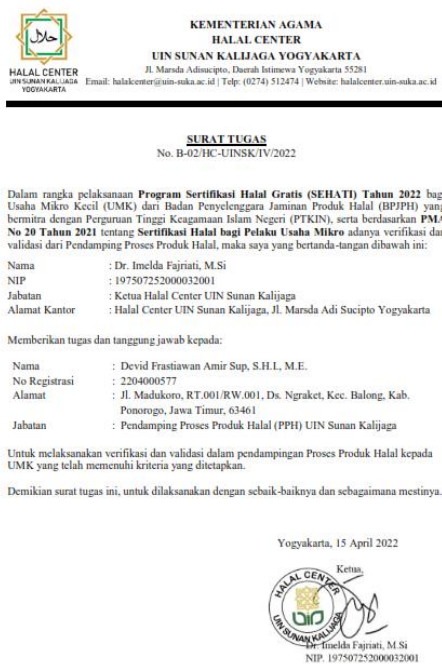 حلال
HALAL CENTER
UIN SUNAN KALIJAGA
YOGYAKARTA
KEMENTERIAN AGAMA
HALAL CENTER
UIN SUNAN KALIJAGA YOGYAKARTA
Jl. Marsda Adisucipto, Daerah Istimewa Yogyakarta 55281
Email: halalcenter@uin-suka.ac.id | Telp: (0274) 512474 | Website: halalcenter.uin-suka.ac.id
SURAT TUGAS
No. B-02/HC-UINSK/IV/2022
Dalam rangka pelaksanaan Program Sertifikasi Halal Gratis (SEHATI) Tahun 2022 bagi
Usaha Mikro Kecil (UMK) dari Badan Penyelenggara Jaminan Produk Halal (BPJPH) yang
bermitra dengan Perguruan Tinggi Keagamaan Islam Negeri (PTKIN), serta berdasarkan PMA
No 20 Tahun 2021 tentang Sertifikasi Halal bagi Pelaku Usaha Mikro adanya verifikasi dan
validasi dari Pendamping Proses Produk Halal, maka saya yang bertanda-tangan dibawah ini:
Nama : Dr. Imelda Fajriati, M.Si
NIP : 197507252000032001
Jabatan : Ketua Halal Center UIN Sunan Kalijaga
Alamat Kantor : Halal Center UIN Sunan Kalijaga, Jl. Marsda Adi Sucipto Yogyakarta
Memberikan tugas dan tanggung jawab kepada:
Nama : Devid Frastiawan Amir Sup, S.H.I., M.E.
No Registrasi : 2204000577
Alamat : Jl. Madukoro, RT.001/RW.001, Ds. Ngraket, Kec. Balong, Kab.
Ponorogo, Jawa Timur, 63461
Jabatan : Pendamping Proses Produk Halal (PPH) UIN Sunan Kalijaga
Untuk melaksanakan verifikasi dan validasi dalam pendampingan Proses Produk Halal kepada
UMK yang telah memenuhi kriteria yang ditetapkan.
Demikian surat tugas ini, untuk dilaksanakan dengan sebaik-baiknya dan sebagaimana mestinya.
Yogyakarta, 15 April 2022
Ketua,
HALAL CENTER
UIN SUNAN KALIJAGA
Dr. Imelda Fajriati, M.Si
NIP. 197507252000032001